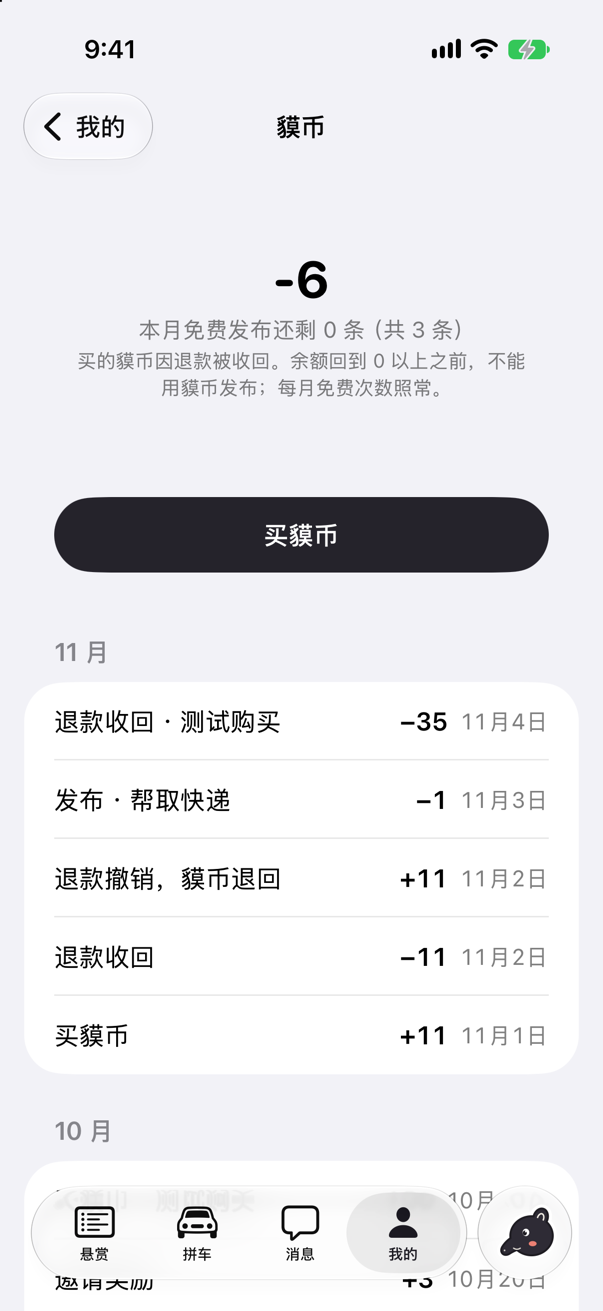 9:41
我的
貘币
-6
本月免费发布还剩 0 条（共 3 条）
买的貘币因退款被收回。余额回到 0 以上之前，不能
用貘币发布；每月免费次数照常。
买貘币
11 月
退款收回 · 测试购买 −35 11月4日
发布 · 帮取快递 −1 11月3日
退款撤销，貘币退回 +11 11月2日
退款收回 −11 11月2日
买貘币 +11 11月1日
10 月
10月
悬赏 拼车 消息 我的
邀请奖励 +3 10月20日